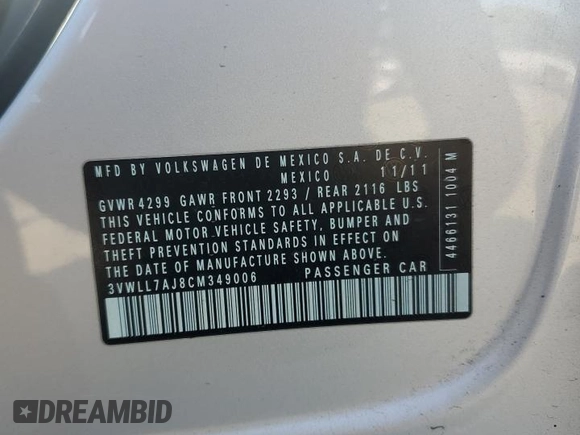 MFD BY VOLKSWAGEN DE MEXICO S.A. DE C.V.
MEXICO 11/11
GVWR 4299 GAWR FRONT 2293 / REAR 2116 LBS
THIS VEHICLE CONFORMS TO ALL APPLICABLE U.S.
FEDERAL MOTOR VEHICLE SAFETY, BUMPER AND
THEFT PREVENTION STANDARDS IN EFFECT ON
THE DATE OF MANUFACTURE SHOWN ABOVE.
3VWLL7AJ8CM349006 PASSENGER CAR
4466131 1004 M
DREAMBID